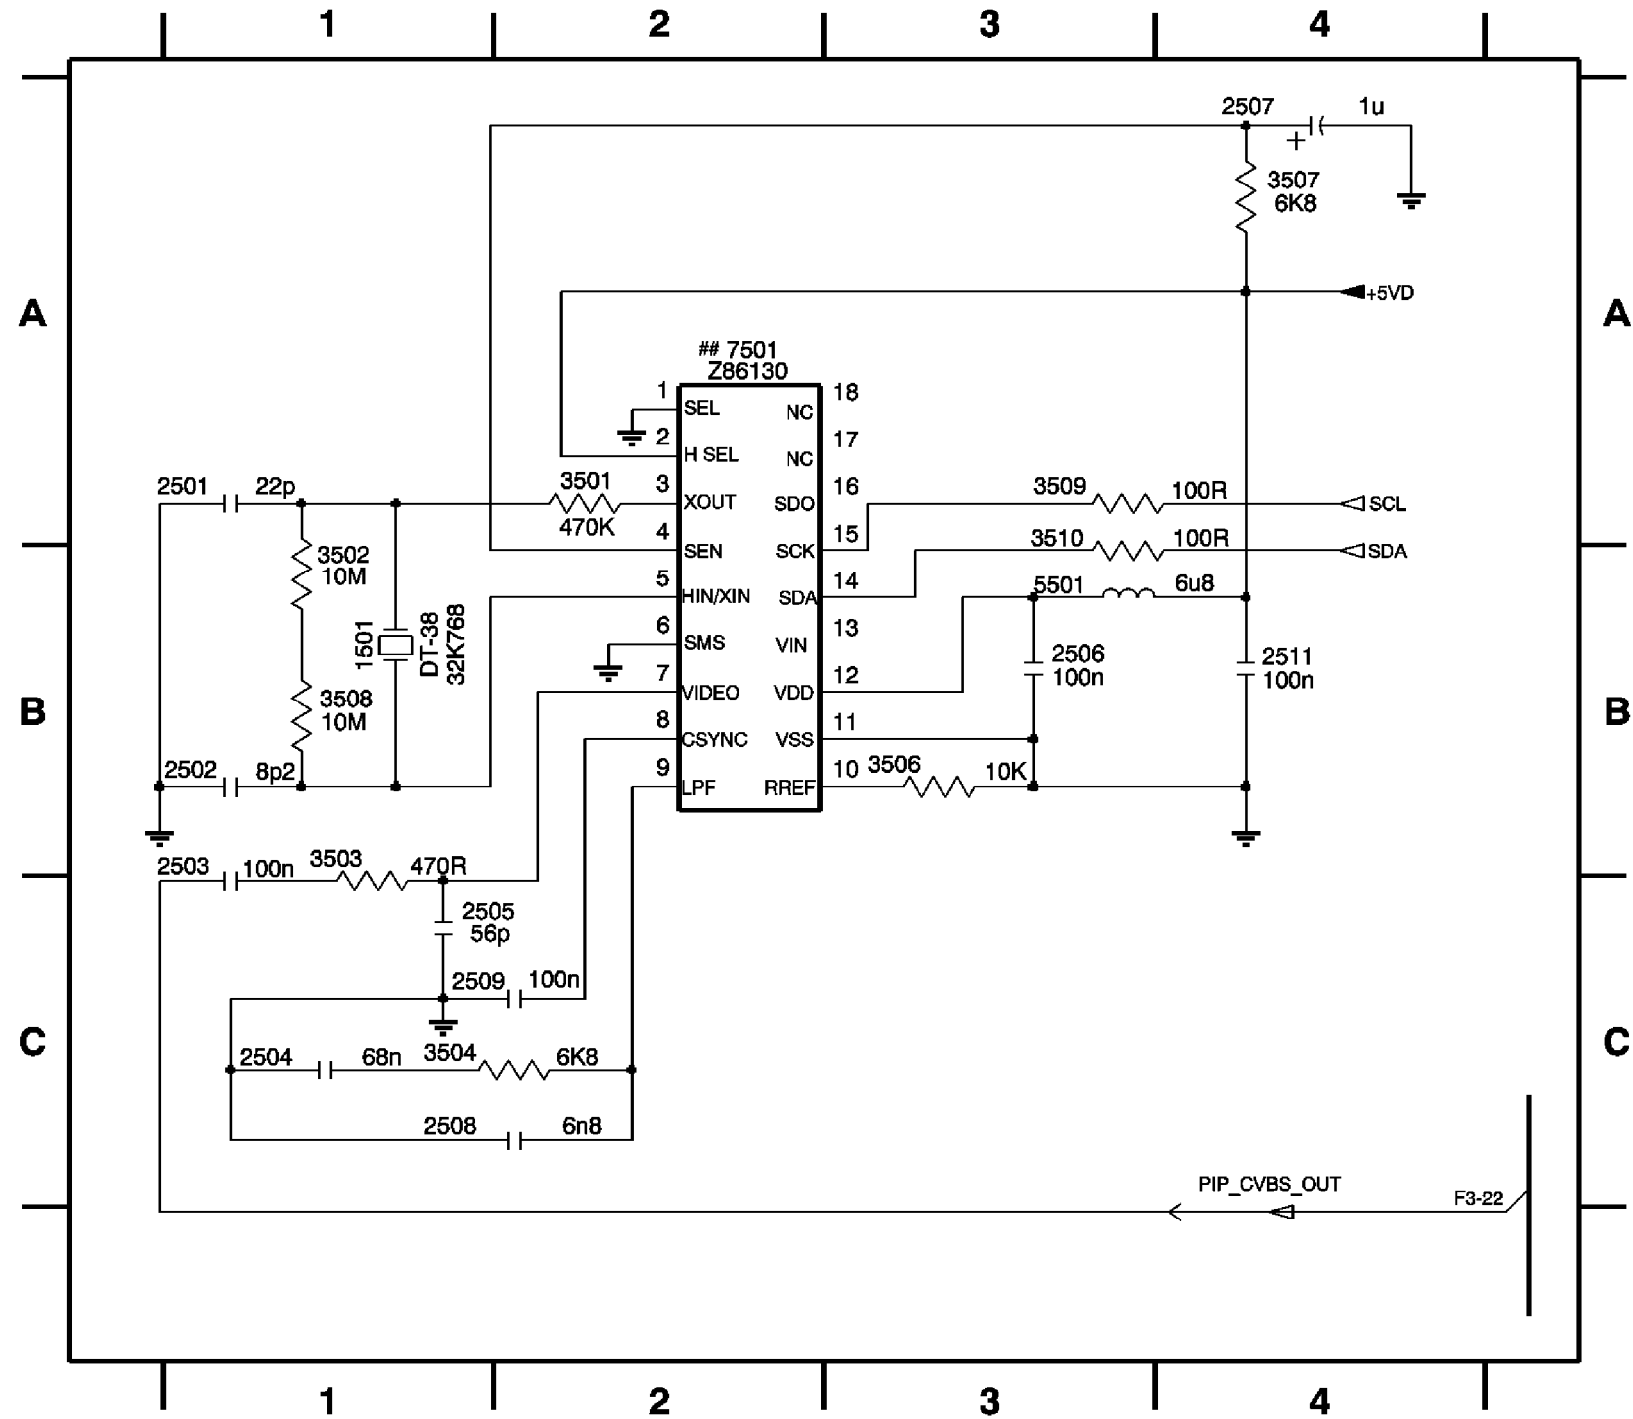 1 2 3 4
2507 1u
3507
6K8
A +5VD A
## 7501
Z86130
1 SEL NC 18
2 H SEL NC 17
2501 22p 3501 3 XOUT SDO 16 3509 100R SCL
470K
4 SEN SCK 15 3510 100R SDA
3502
10M
5 HIN/XIN SDA 14 5501 6u8
1501 DT-38 32K768
6 SMS VIN 13
2506
100n
2511
100n
7 VIDEO VDD 12
3508
10M
B B
8 CSYNC VSS 11
2502 8p2 9 LPF RREF 10 3506 10K
2503 100n 3503 470R
2505
56p
2509 100n
C C
2504 68n 3504 6K8
2508 6n8
PIP_CVBS_OUT F3-22
1 2 3 4